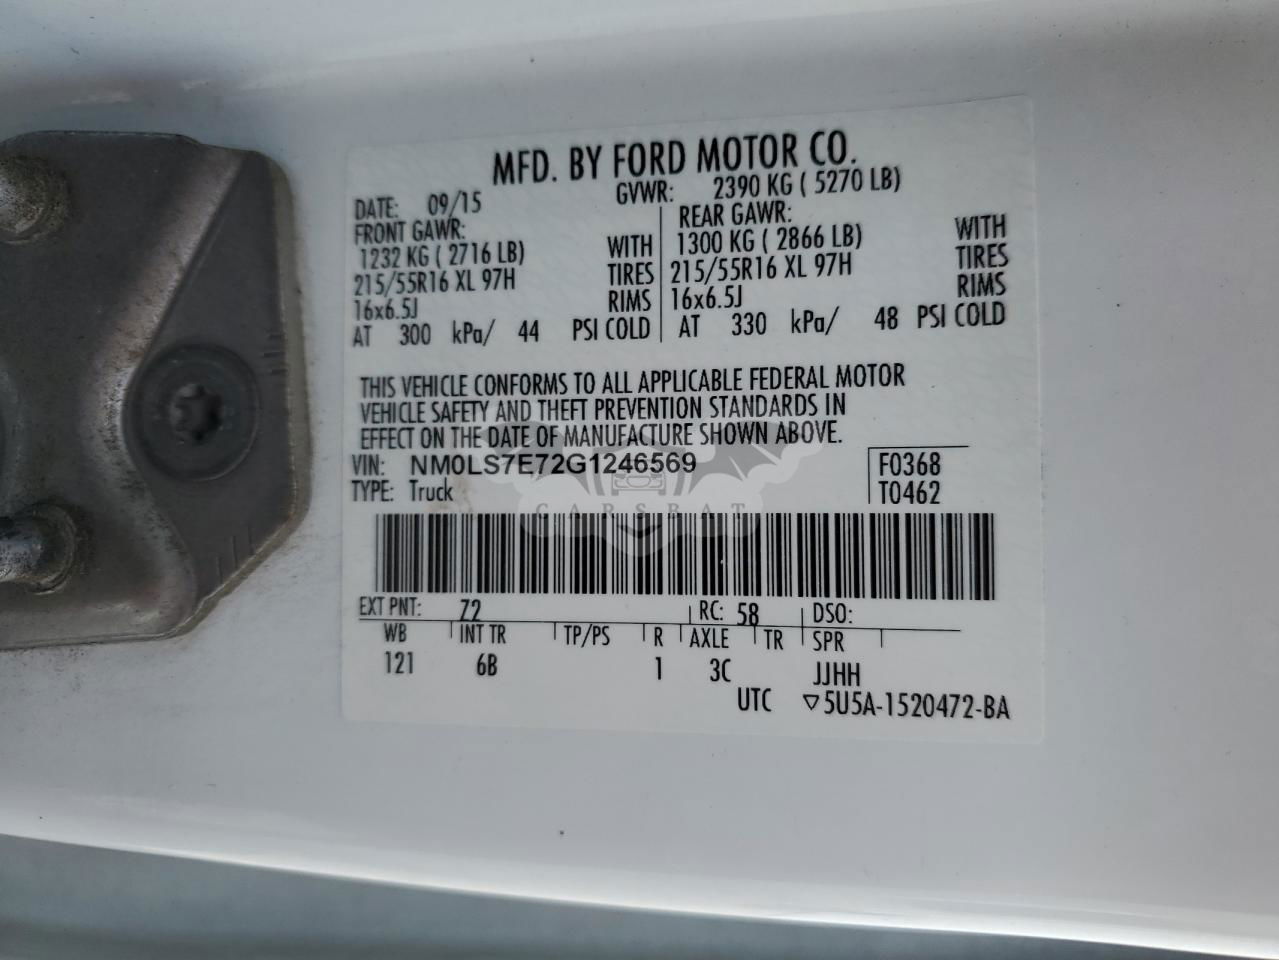 MFD. BY FORD MOTOR CO.
DATE: 09/15 GVWR: 2390 KG ( 5270 LB)
FRONT GAWR: REAR GAWR:
1232 KG ( 2716 LB) WITH 1300 KG ( 2866 LB) WITH
215/55R16 XL 97H TIRES 215/55R16 XL 97H TIRES
16x6.5J RIMS 16x6.5J RIMS
AT 300 kPa/ 44 PSI COLD AT 330 kPa/ 48 PSI COLD
THIS VEHICLE CONFORMS TO ALL APPLICABLE FEDERAL MOTOR
VEHICLE SAFETY AND THEFT PREVENTION STANDARDS IN
EFFECT ON THE DATE OF MANUFACTURE SHOWN ABOVE.
VIN: NM0LS7E72G1246569 F0368
TYPE: Truck T0462
CARSBAT
EXT PNT: Z2 RC: 58 DSO:
WB INT TR TP/PS R AXLE TR SPR
121 6B 1 3C JJHH
UTC ▽5U5A-1520472-BA